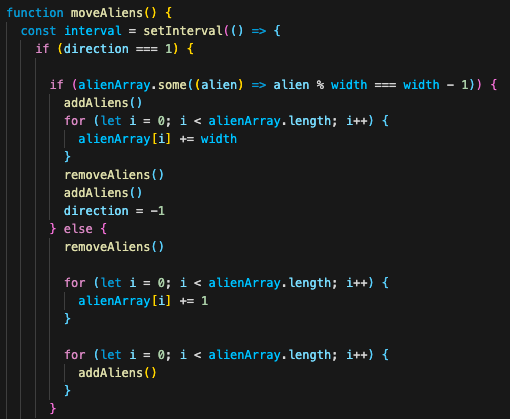 function moveAliens() {
const interval = setInterval(() => {
if (direction === 1) {
if (alienArray.some((alien) => alien % width === width - 1)) {
addAliens()
for (let i = 0; i < alienArray.length; i++) {
alienArray[i] += width
}
removeAliens()
addAliens()
direction = -1
} else {
removeAliens()
for (let i = 0; i < alienArray.length; i++) {
alienArray[i] += 1
}
for (let i = 0; i < alienArray.length; i++) {
addAliens()
}
}